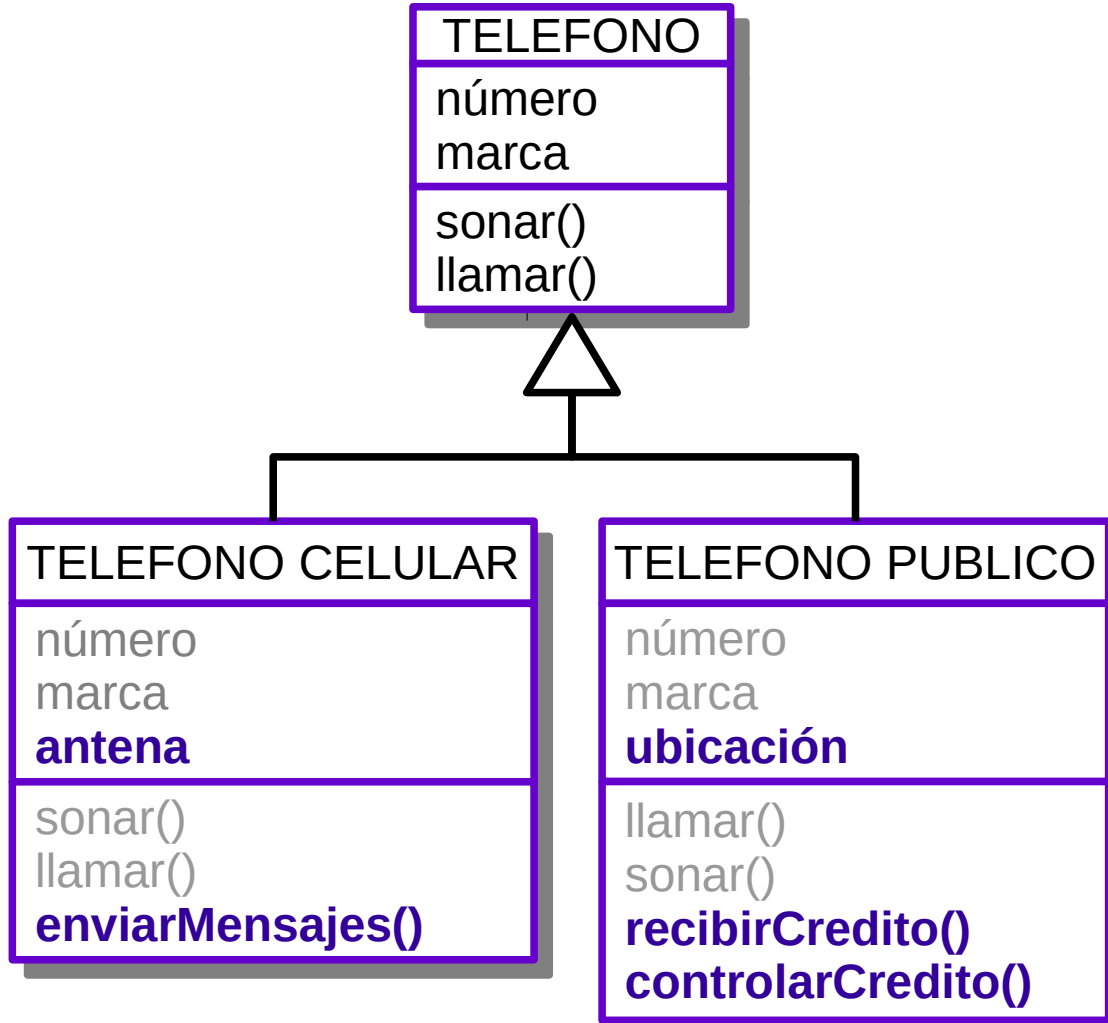 TELEFONO
número
marca
sonar()
llamar()
TELEFONO CELULAR
número
marca
antena
sonar()
llamar()
enviarMensajes()
TELEFONO PUBLICO
número
marca
ubicación
llamar()
sonar()
recibirCredito()
controlarCredito()